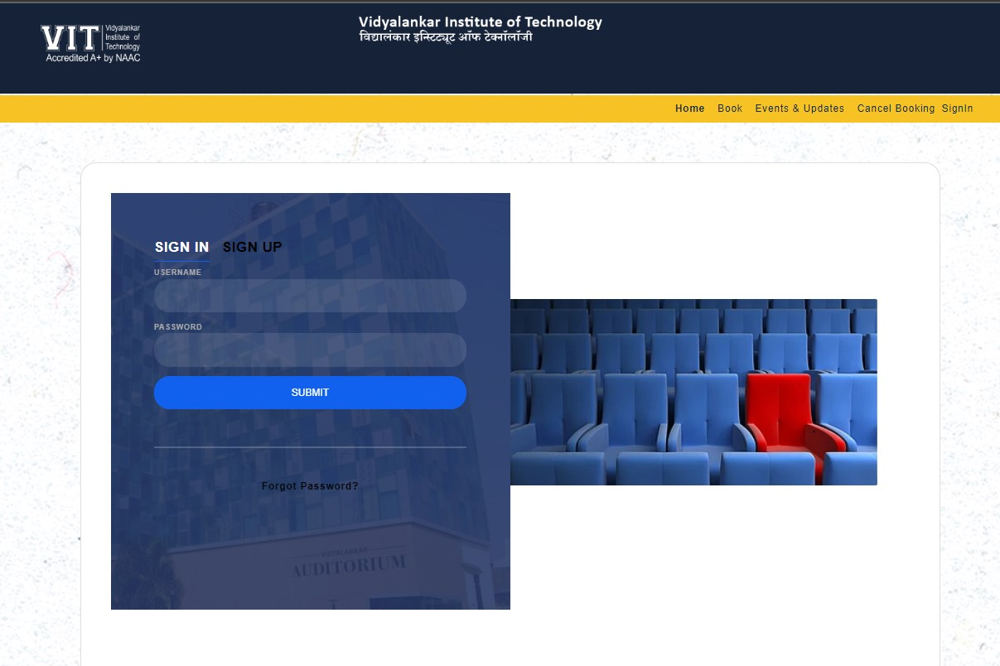 VIT
Vidyalankar
Institute of
Technology
Accredited A+ by NAAC
Vidyalankar Institute of Technology
विद्यालंकार इन्स्टिट्यूट ऑफ टेक्नॉलॉजी
Home Book Events & Updates Cancel Booking SignIn
SIGN IN SIGN UP
USERNAME
PASSWORD
SUBMIT
Forgot Password?
VIDYALANKAR
AUDITORIUM